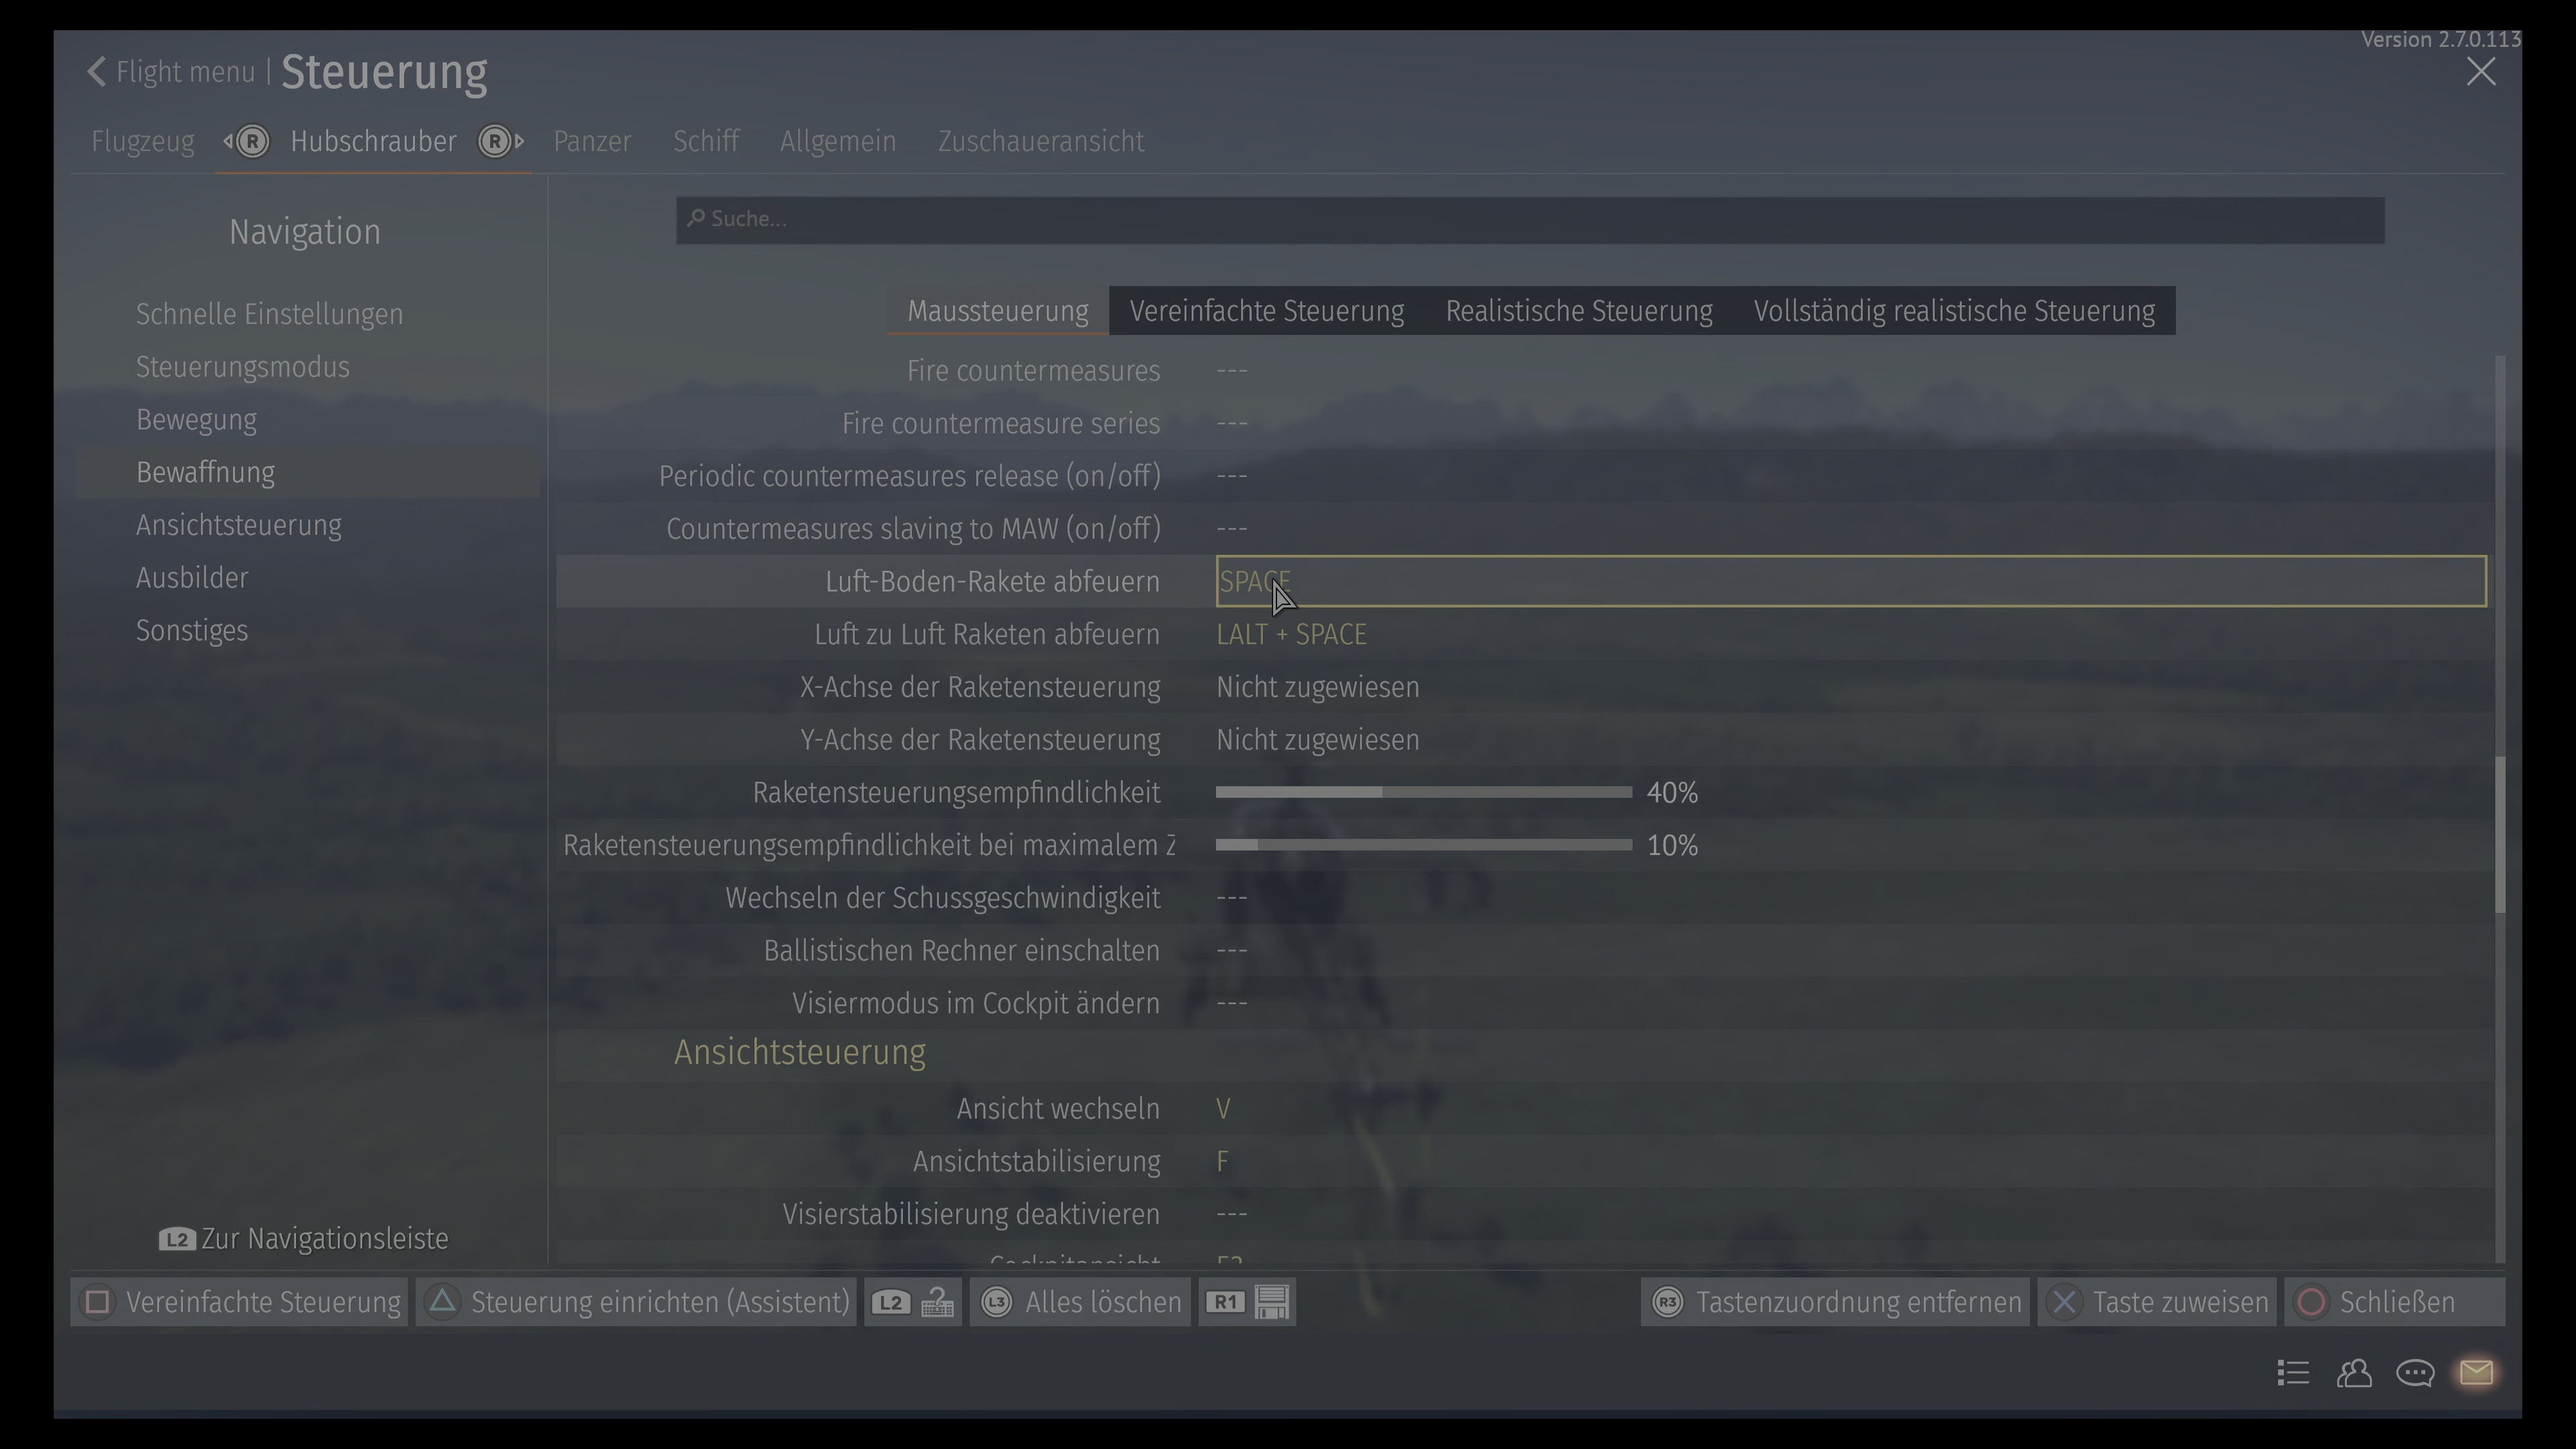 Version 2.7.0.113
Flight menu | Steuerung
Flugzeug R Hubschrauber R Panzer Schiff Allgemein Zuschaueransicht
Navigation
Schnelle Einstellungen
Steuerungsmodus
Bewegung
Bewaffnung
Ansichtsteuerung
Ausbilder
Sonstiges
L2 Zur Navigationsleiste
Suche...
Maussteuerung Vereinfachte Steuerung Realistische Steuerung Vollständig realistische Steuerung
Fire countermeasures ---
Fire countermeasure series ---
Periodic countermeasures release (on/off) ---
Countermeasures slaving to MAW (on/off) ---
Luft-Boden-Rakete abfeuern SPACE
Luft zu Luft Raketen abfeuern LALT + SPACE
X-Achse der Raketensteuerung Nicht zugewiesen
Y-Achse der Raketensteuerung Nicht zugewiesen
Raketensteuerungsempfindlichkeit 40%
Raketensteuerungsempfindlichkeit bei maximalem Z 10%
Wechseln der Schussgeschwindigkeit ---
Ballistischen Rechner einschalten ---
Visiermodus im Cockpit ändern ---
Ansichtsteuerung
Ansicht wechseln V
Ansichtstabilisierung F
Visierstabilisierung deaktivieren ---
Vereinfachte Steuerung Steuerung einrichten (Assistent) L2 L3 Alles löschen R1 R3 Tastenzuordnung entfernen Taste zuweisen Schließen